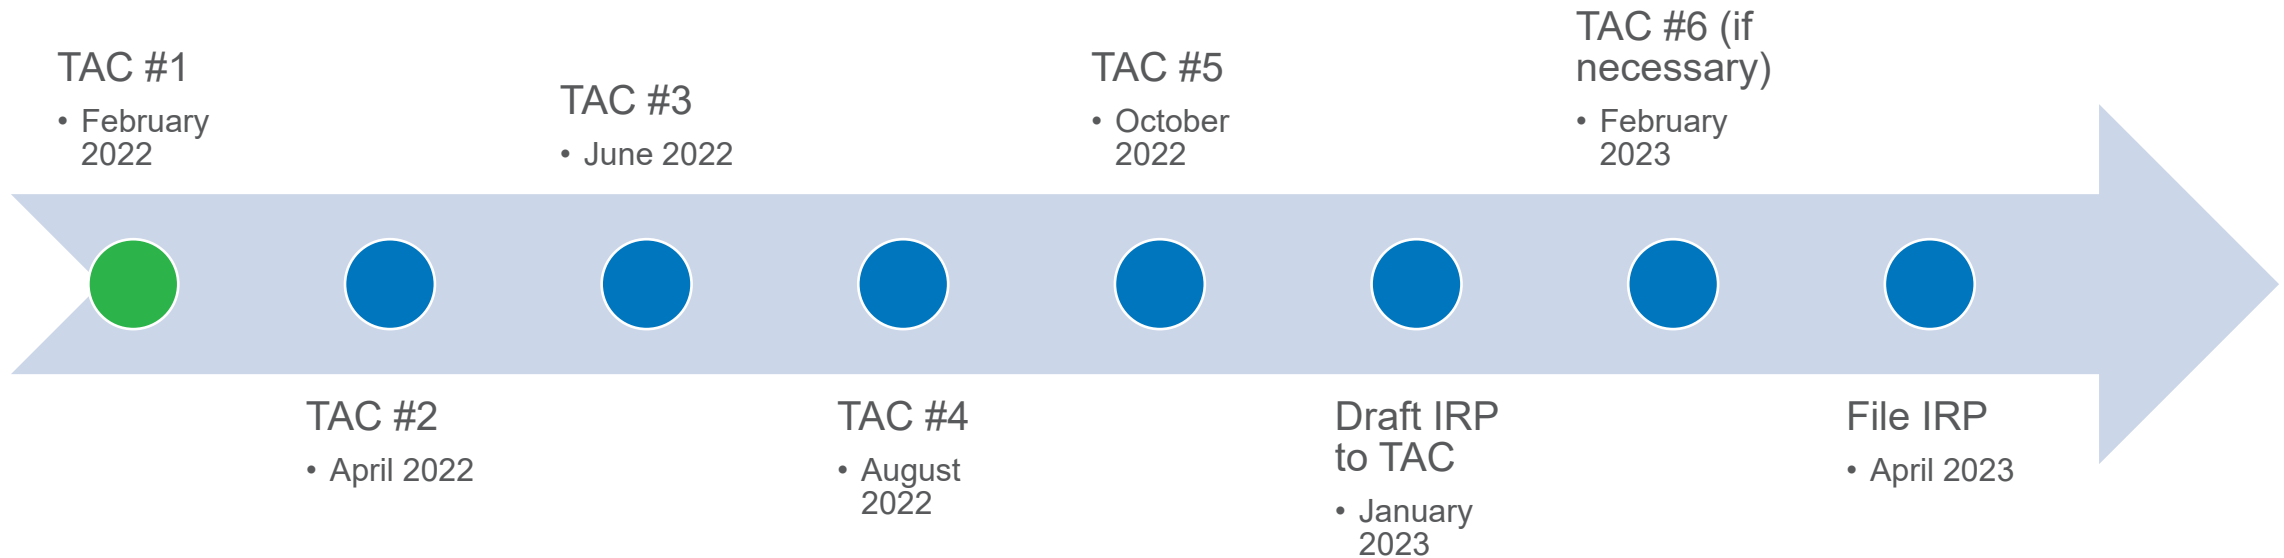 TAC #1
• February
2022
TAC #2
• April 2022
TAC #3
• June 2022
TAC #4
• August
2022
TAC #5
• October
2022
Draft IRP
to TAC
• January
2023
TAC #6 (if
necessary)
• February
2023
File IRP
• April 2023